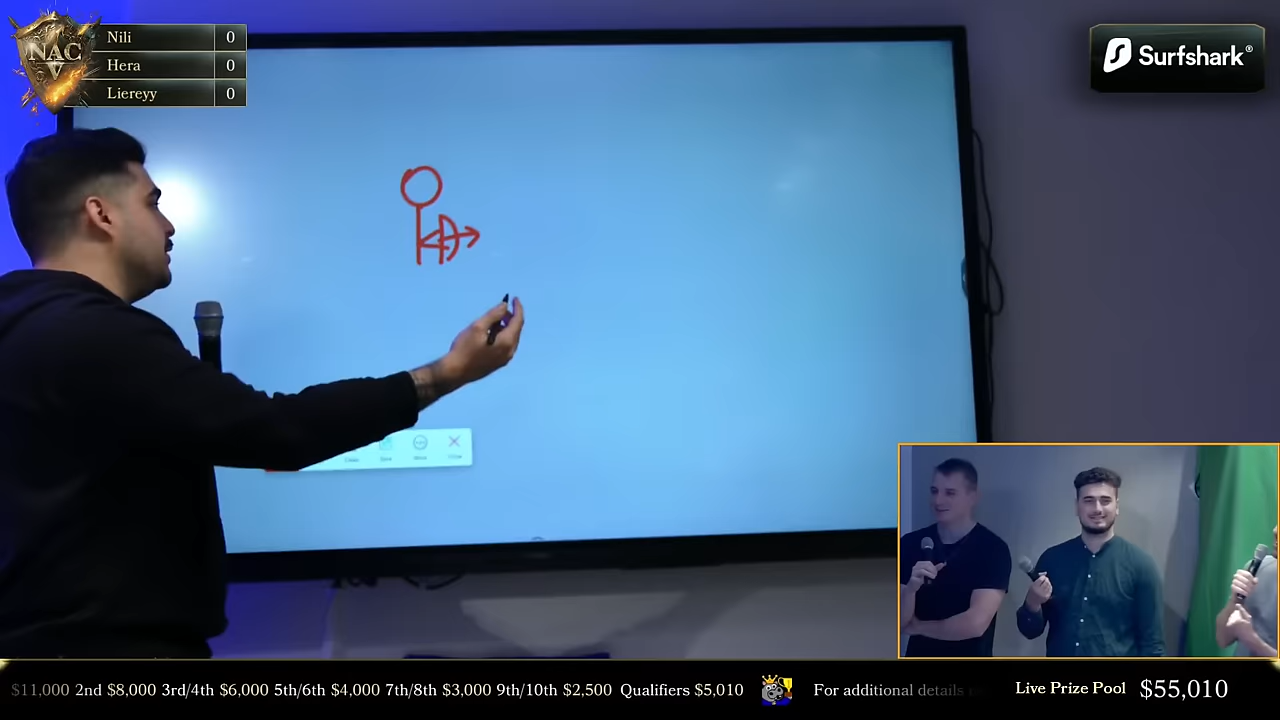 NAC
V
Nili 0
Hera 0
Liereyy 0
Surfshark®
$11,000 2nd $8,000 3rd/4th $6,000 5th/6th $4,000 7th/8th $3,000 9th/10th $2,500 Qualifiers $5,010
For additional details
Live Prize Pool $55,010